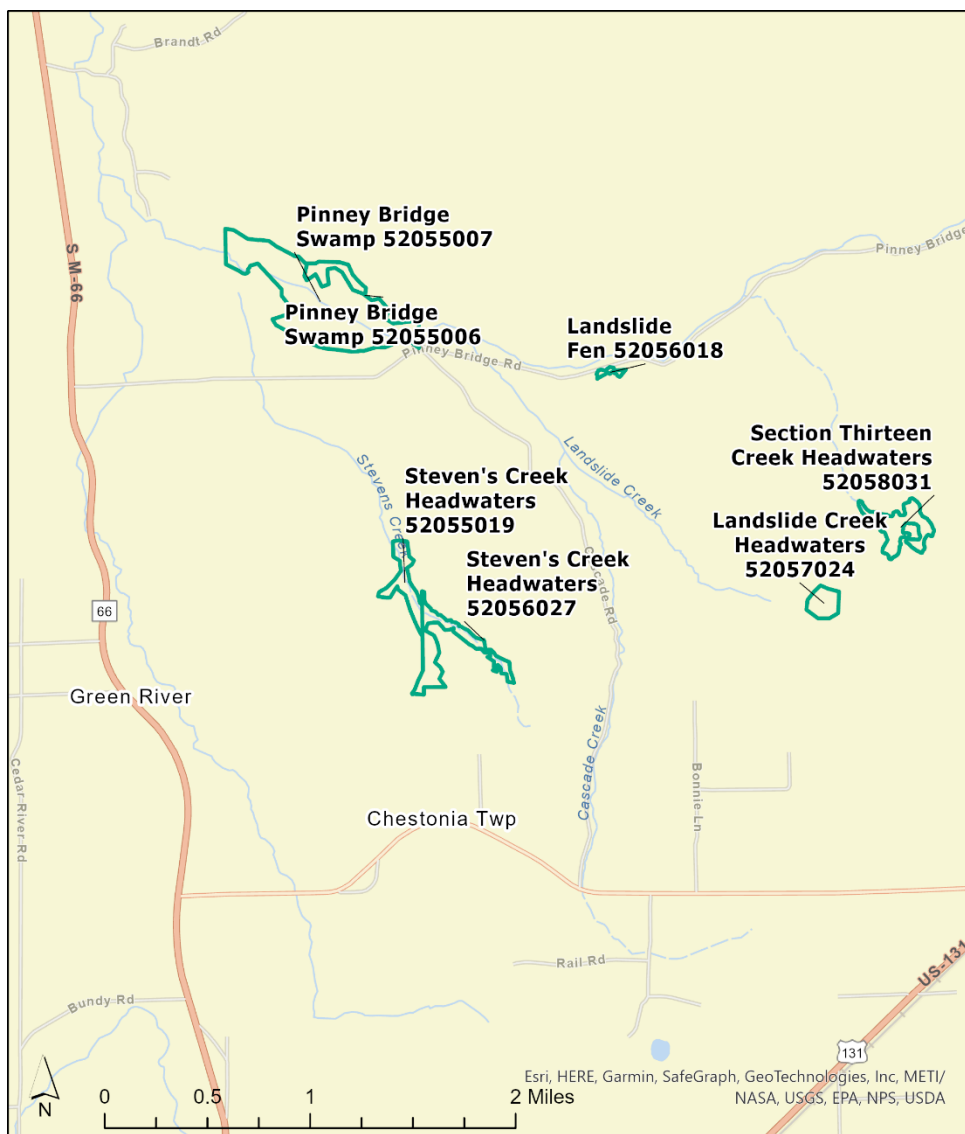 Brandt Rd
Pinney Bridge
Swamp 52055007
S M-66
Pinney Bridge
Pinney Bridge
Swamp 52055006
Landslide
Fen 52056018
Pinney Bridge Rd
Section Thirteen
Creek Headwaters
52058031
Landslide Creek
Stevens Creek
Steven's Creek
Headwaters
52055019
Landslide Creek
Headwaters
52057024
Steven's Creek
Headwaters
52056027
Cascade Rd
66
Green River
Cascade Creek
Cedar River Rd
Bonnie Ln
Chestonia Twp
US-131
Rail Rd
Bundy Rd
131
N
0 0.5 1 2 Miles
Esri, HERE, Garmin, SafeGraph, GeoTechnologies, Inc, METI/
NASA, USGS, EPA, NPS, USDA